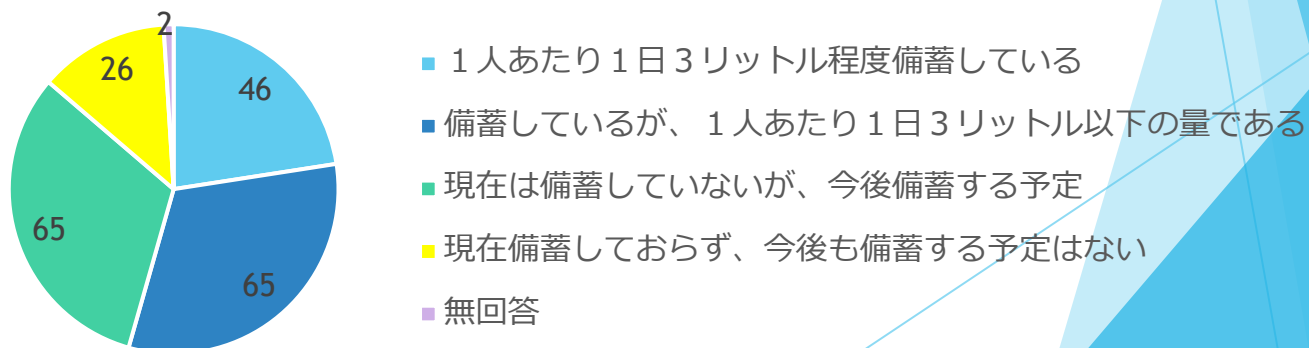 2
26
46
65
65
１人あたり１日３リットル程度備蓄している
備蓄しているが、１人あたり１日３リットル以下の量である
現在は備蓄していないが、今後備蓄する予定
現在備蓄しておらず、今後も備蓄する予定はない
無回答